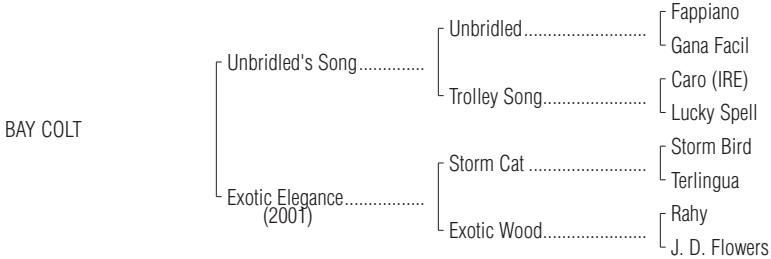 Fappiano
Unbridled..........................
Gana Facil
Unbridled's Song..............
Caro (IRE)
Trolley Song......................
Lucky Spell
BAY COLT
Storm Bird
Storm Cat .........................
Terlingua
Exotic Elegance.................
(2001)
Rahy
Exotic Wood......................
J. D. Flowers